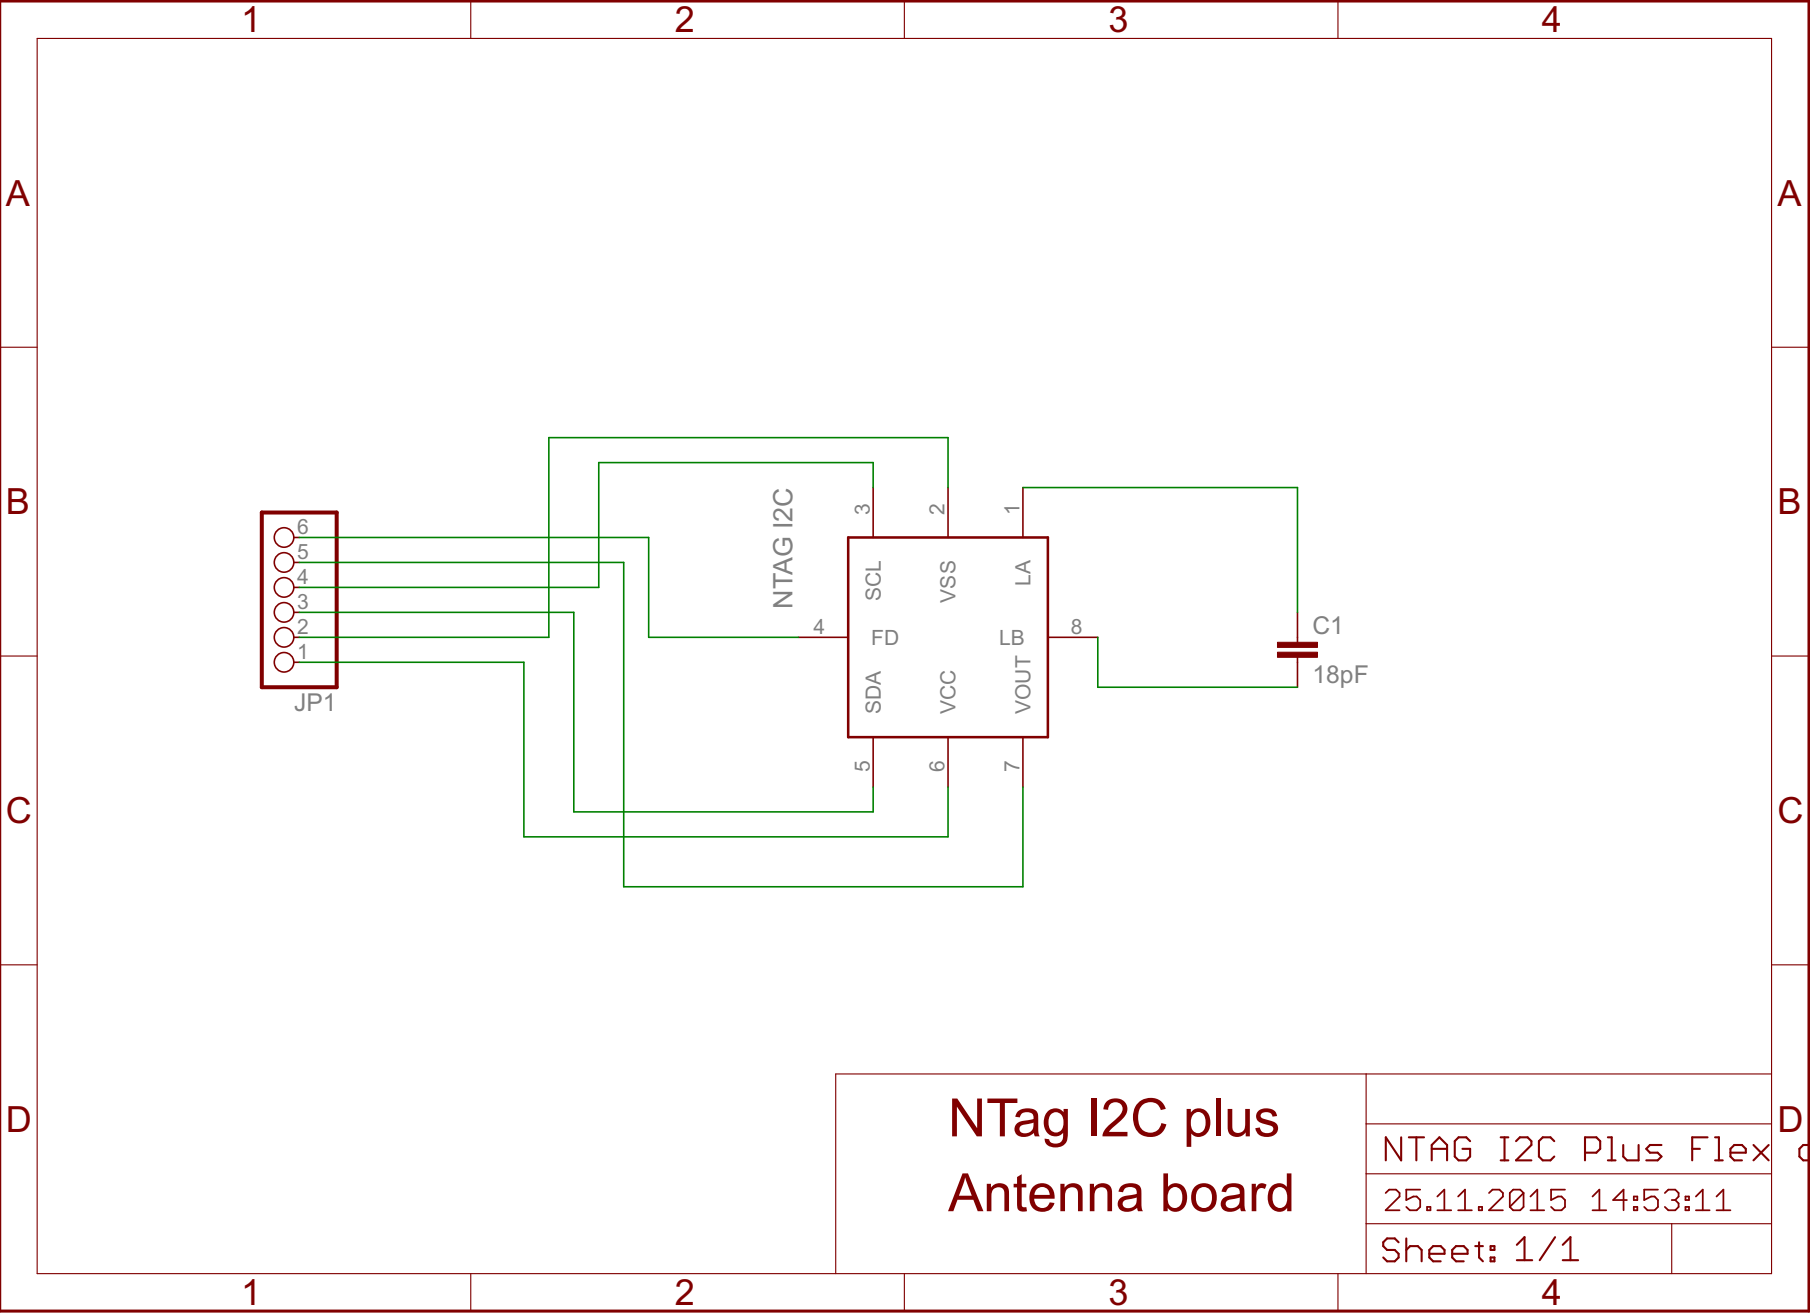 1 2 3 4
A A
B B
C C
D D
6
5
4
3
2
1
JP1
NTAG I2C
3 2 1
SCL VSS LA
4 FD LB 8
SDA VCC VOUT
5 6 7
C1
18pF
NTag I2C plus
Antenna board
NTAG I2C Plus Flex
25.11.2015 14:53:11
Sheet: 1/1
1 2 3 4